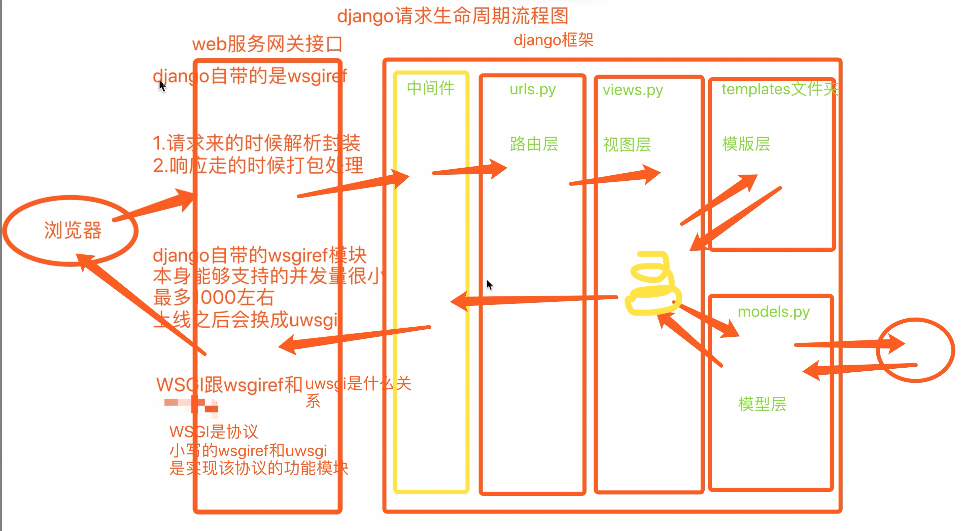 django请求生命周期流程图
web服务网关接口
django框架
django自带的是wsgiref
中间件
urls.py
views.py
templates文件夹
1.请求来的时候解析封装
2.响应走的时候打包处理
路由层
视图层
模版层
浏览器
django自带的wsgiref模块
本身能够支持的并发量很小
最多1000左右
上线之后会换成uwsgi
models.py
模型层
WSGI跟wsgiref和uwsgi是什么关
系
WSGI是协议
小写的wsgiref和uwsgi
是实现该协议的功能模块